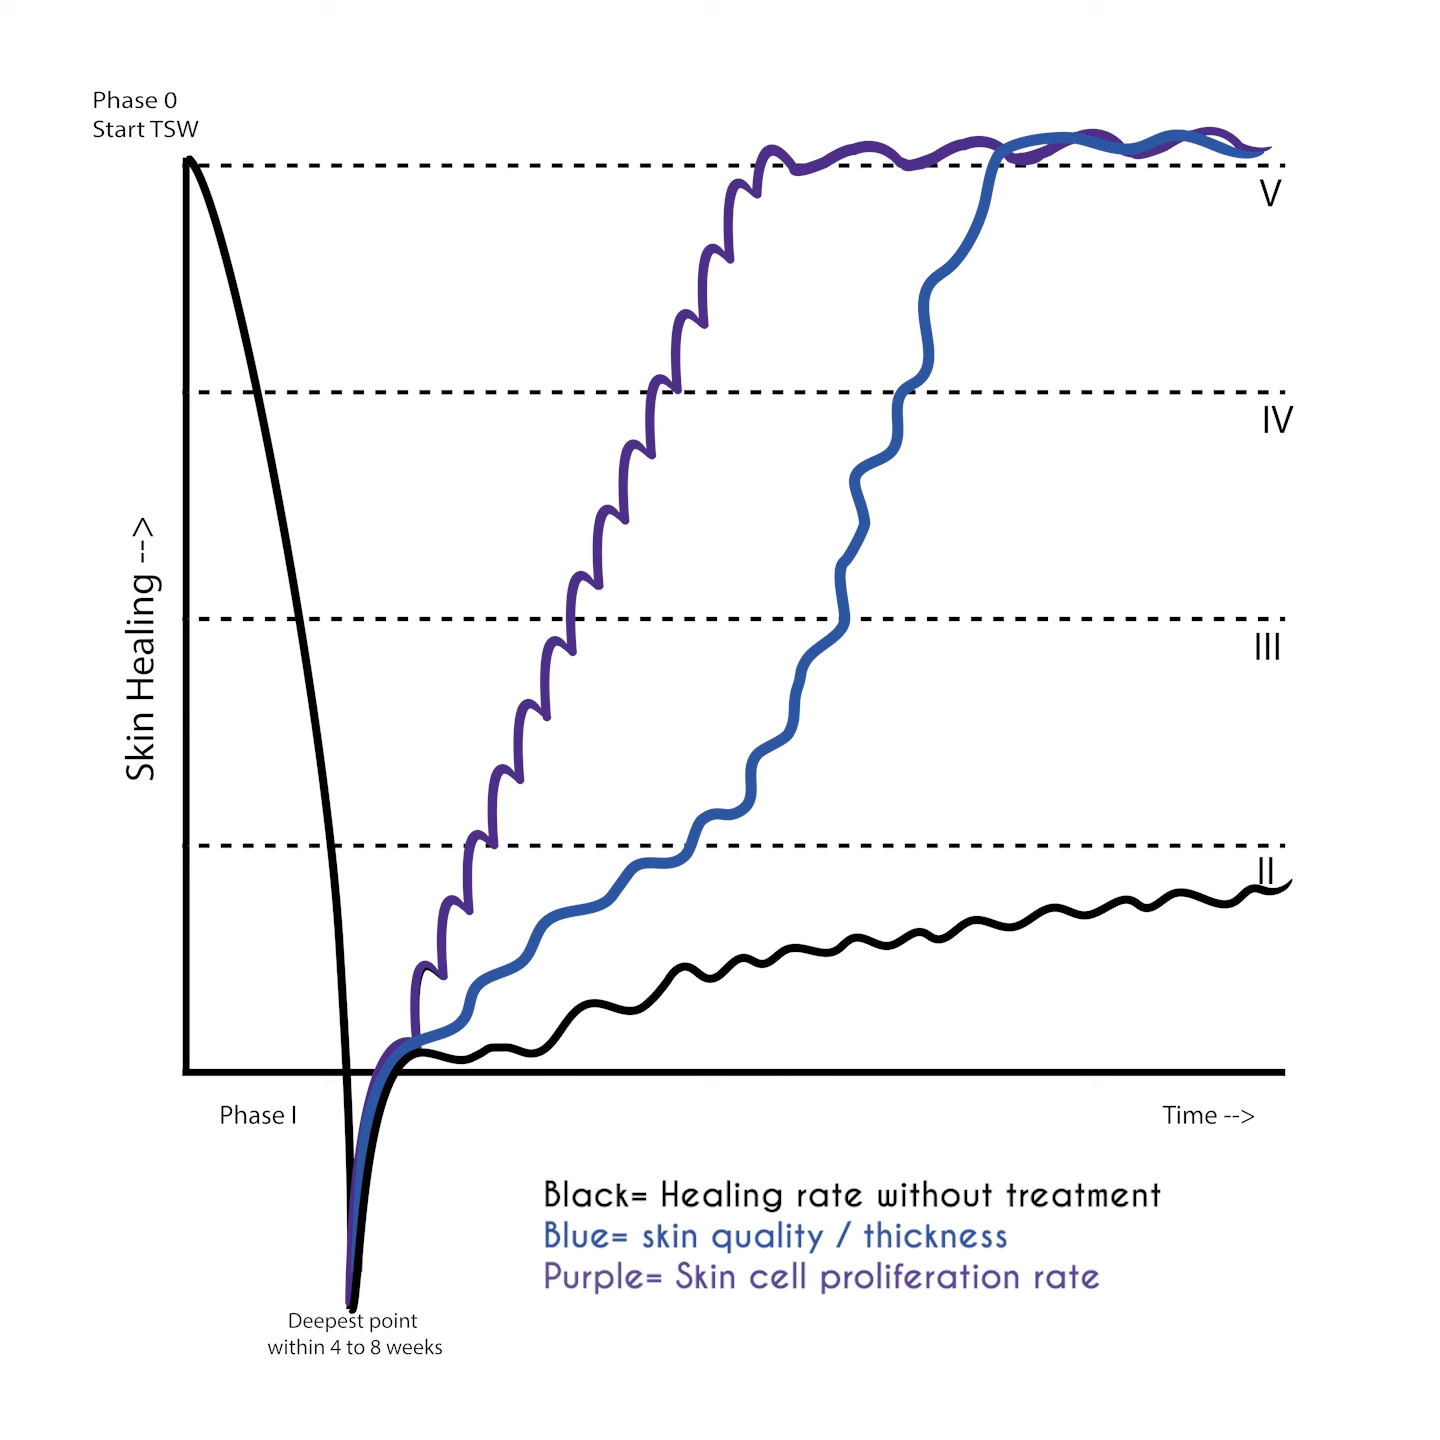 Phase 0
Start TSW
V
IV
III
II
Skin Healing -->
Phase I
Time -->
Black= Healing rate without treatment
Blue= skin quality / thickness
Purple= Skin cell proliferation rate
Deepest point
within 4 to 8 weeks